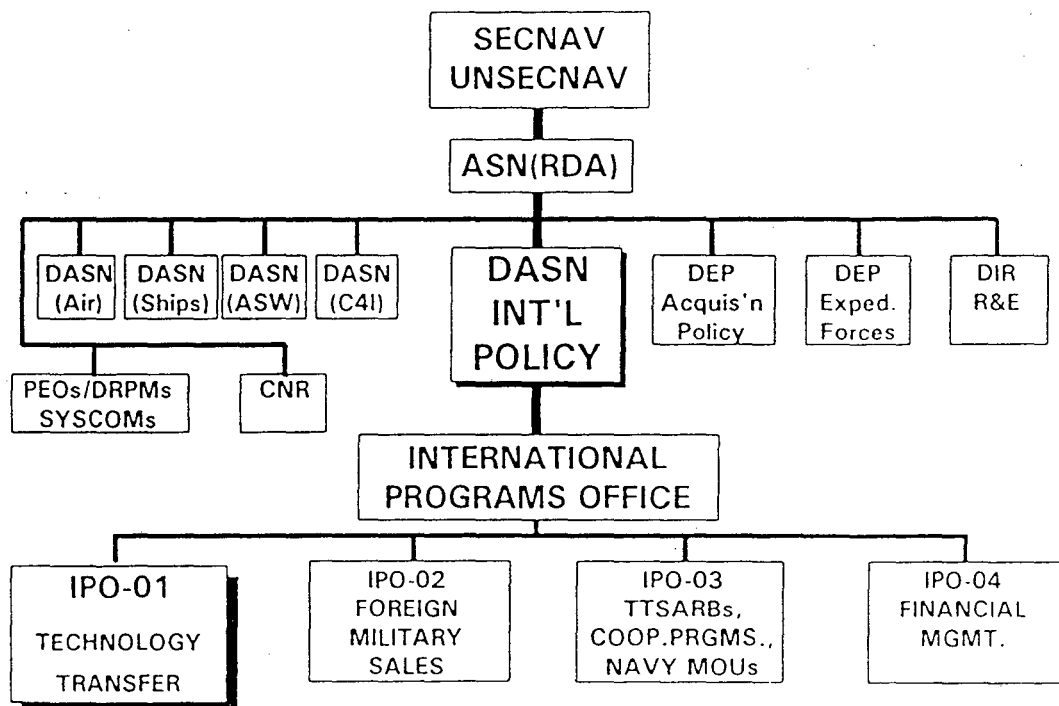 SECNAV
UNSECNAV
ASN(RDA)
DASN
(Air)
DASN
(Ships)
DASN
(ASW)
DASN
(C4I)
DASN
INT'L
POLICY
DEP
Acquis'n
Policy
DEP
Exped.
Forces
DIR
R&E
PEOs/DRPMs
SYSCOMs
CNR
INTERNATIONAL
PROGRAMS OFFICE
IPO-01
TECHNOLOGY
TRANSFER
IPO-02
FOREIGN
MILITARY
SALES
IPO-03
TTSARBs,
COOP.PRGMS.,
NAVY MOUs
IPO-04
FINANCIAL
MGMT.